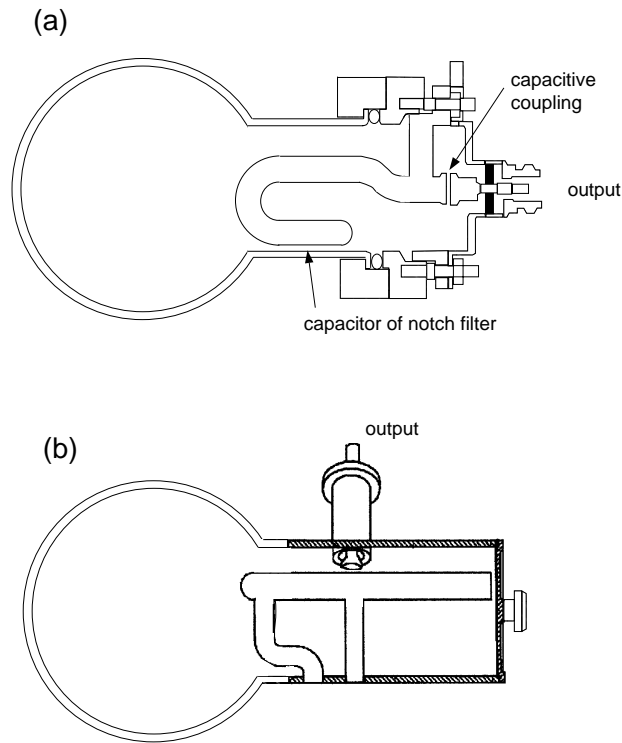 (a)
capacitive
coupling
output
capacitor of notch filter
output
(b)